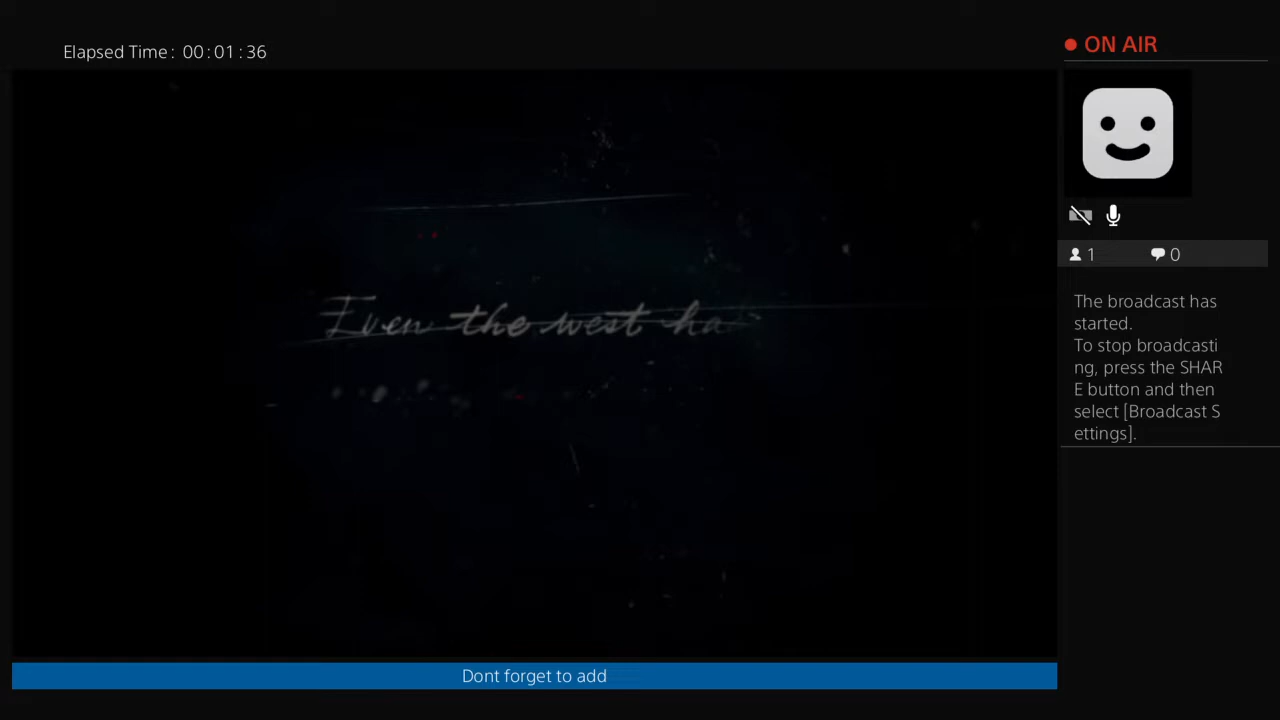 Elapsed Time: 00:01:36
ON AIR
1 0
The broadcast has
started.
To stop broadcasti
ng, press the SHAR
E button and then
select [Broadcast S
ettings].
Even the west ha
Dont forget to add